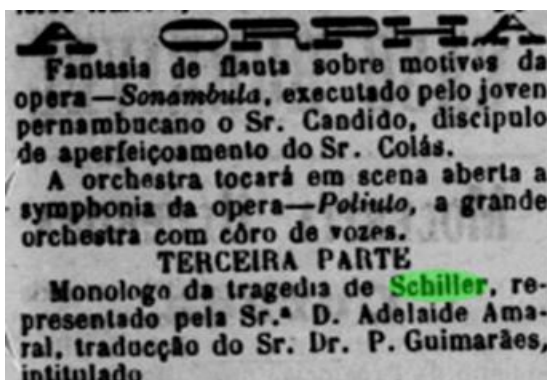 A ORPHA
Fantasia de flauta sobre motivos da
opera—Sonambula, executado pelo joven
pernambucano o Sr. Candido, discipulo
de aperfeiçoamento do Sr. Colás.
A orchestra tocará em scena aberta a
symphonia da opera—Poliuto, a grande
orchestra com côro de vozes.
TERCEIRA PARTE
Monologo da tragedia de Schiller, re-
presentado pela Sr.ª D. Adelaide Ama-
ral, traducção do Sr. Dr. P. Guimarães,
intitulado